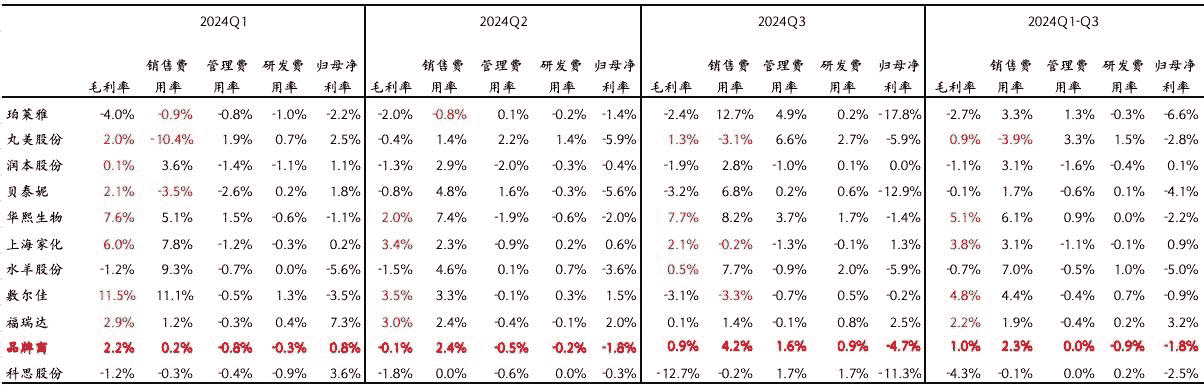 2024Q1 2024Q2 2024Q3 2024Q1-Q3
销售费 管理费 研发费 归母净 销售费 管理费 研发费 归母净 销售费 管理费 研发费 归母净 销售费 管理费 研发费 归母净
毛利率 用率 用率 用率 利率 毛利率 用率 用率 用率 利率 毛利率 用率 用率 用率 利率 毛利率 用率 用率 用率 利率
珀莱雅 -4.0% -0.9% -0.8% -1.0% -2.2% -2.0% -0.8% 0.1% -0.2% -1.4% -2.4% 12.7% 4.9% 0.2% -17.8% -2.7% 3.3% 1.3% -0.3% -6.6%
丸美股份 2.0% -10.4% 1.9% 0.7% 2.5% -0.4% 1.4% 2.2% 1.4% -5.9% 1.3% -3.1% 6.6% 2.7% -5.9% 0.9% -3.9% 3.3% 1.5% -2.8%
润本股份 0.1% 3.6% -1.4% -1.1% 1.1% -1.3% 2.9% -2.0% -0.3% -0.4% -1.9% 2.8% -1.0% 0.1% 0.0% -1.1% 3.1% -1.6% -0.4% 0.1%
贝泰妮 2.1% -3.5% -2.6% 0.2% 1.8% -0.8% 4.8% 1.6% -0.3% -5.6% -3.2% 6.8% 0.2% 0.6% -12.9% -0.1% 1.7% -0.6% 0.1% -4.1%
华熙生物 7.6% 5.1% 1.5% -0.6% -1.1% 2.0% 7.4% -1.9% -0.6% -2.0% 7.7% 8.2% 3.7% 1.7% -1.4% 5.1% 6.1% 0.9% 0.0% -2.2%
上海家化 6.0% 7.8% -1.2% -0.3% 0.2% 3.4% 2.3% -0.9% 0.2% 0.6% 2.1% -0.2% -1.3% -0.1% 1.3% 3.8% 3.1% -1.1% -0.1% 0.9%
水羊股份 -1.2% 9.3% -0.7% 0.0% -5.6% -1.5% 4.6% 0.1% 0.7% -3.6% 0.5% 7.7% -0.9% 2.0% -5.9% -0.7% 7.0% -0.5% 1.0% -5.0%
敷尔佳 11.5% 11.1% -0.5% 1.3% -3.5% 3.5% 3.3% -0.1% 0.3% 1.5% -3.1% -3.3% -0.7% 0.5% -0.2% 4.8% 4.4% -0.4% 0.7% -0.9%
福瑞达 2.9% 1.2% -0.3% 0.4% 7.3% 3.0% 2.4% -0.4% -0.1% 2.0% 0.1% 1.4% -0.1% 0.8% 2.5% 2.2% 1.9% -0.4% 0.2% 3.2%
品牌商 2.2% 0.2% -0.8% -0.3% 0.8% -0.1% 2.4% -0.5% -0.2% -1.8% 0.9% 4.2% 1.6% 0.9% -4.7% 1.0% 2.3% 0.0% -0.9% -1.8%
科思股份 -1.2% -0.3% -0.4% -0.9% 3.6% -1.8% 0.0% -0.6% 0.0% -0.3% -12.7% -0.2% 1.7% 1.7% -11.3% -4.3% -0.1% 0.0% 0.2% -2.5%